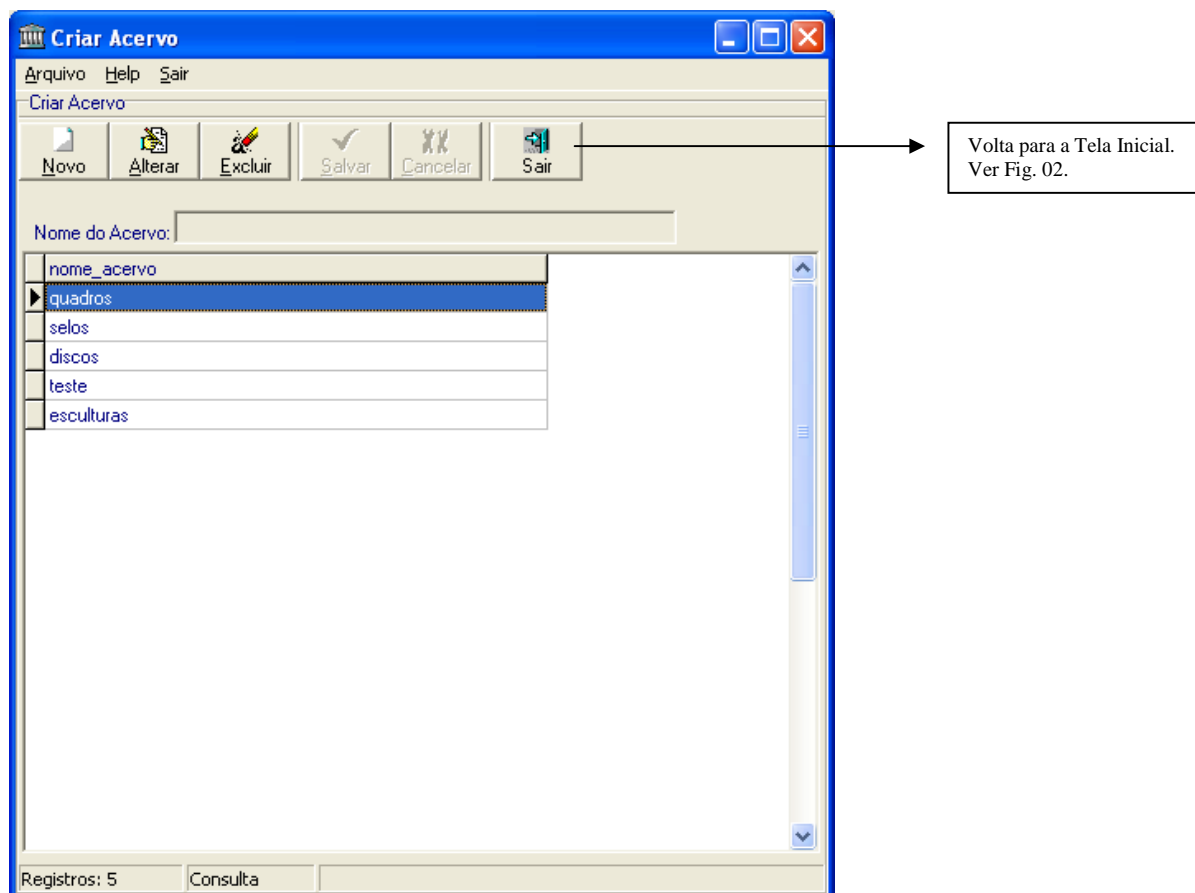 Criar Acervo
Arquivo Help Sair
Criar Acervo
Novo Alterar Excluir Salvar Cancelar Sair
Volta para a Tela Inicial.
Ver Fig. 02.
Nome do Acervo:
nome_acervo
quadros
selos
discos
teste
esculturas
Registros: 5 Consulta